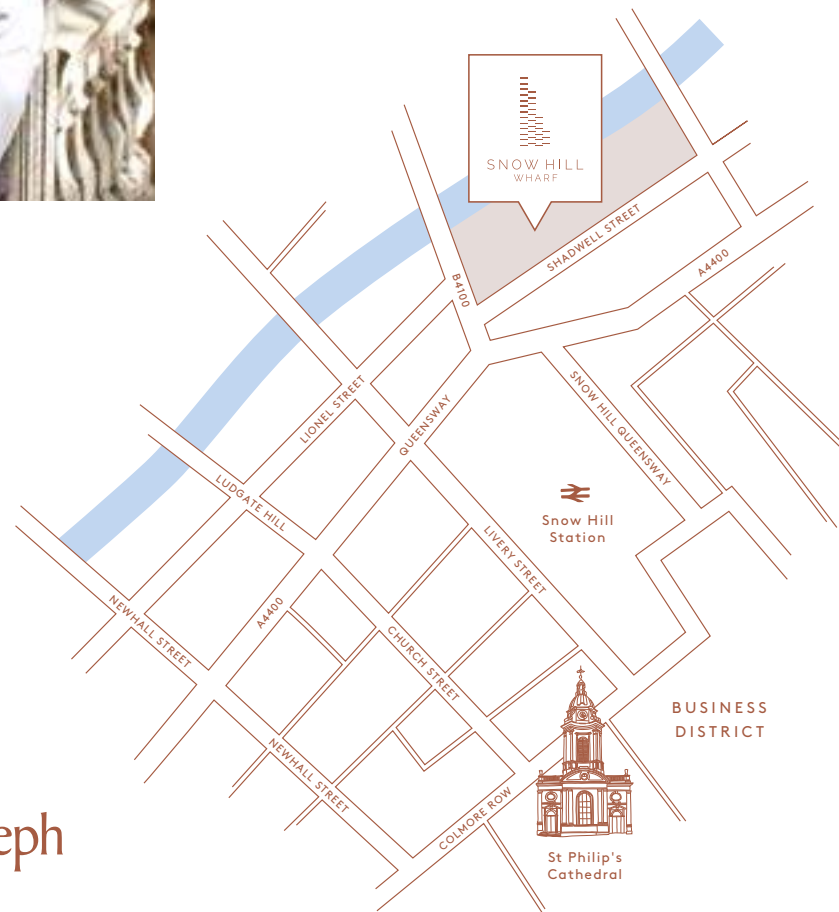 SNOW HILL
WHARF
SHADWELL STREET
A4400
B4100
LIONEL STREET
QUEENSWAY
SNOW HILL QUEENSWAY
LUDGATE HILL
Snow Hill
Station
LIVERY STREET
NEWHALL STREET
A4400
CHURCH STREET
BUSINESS
DISTRICT
NEWHALL STREET
COLMORE ROW
eph
St Philip's
Cathedral